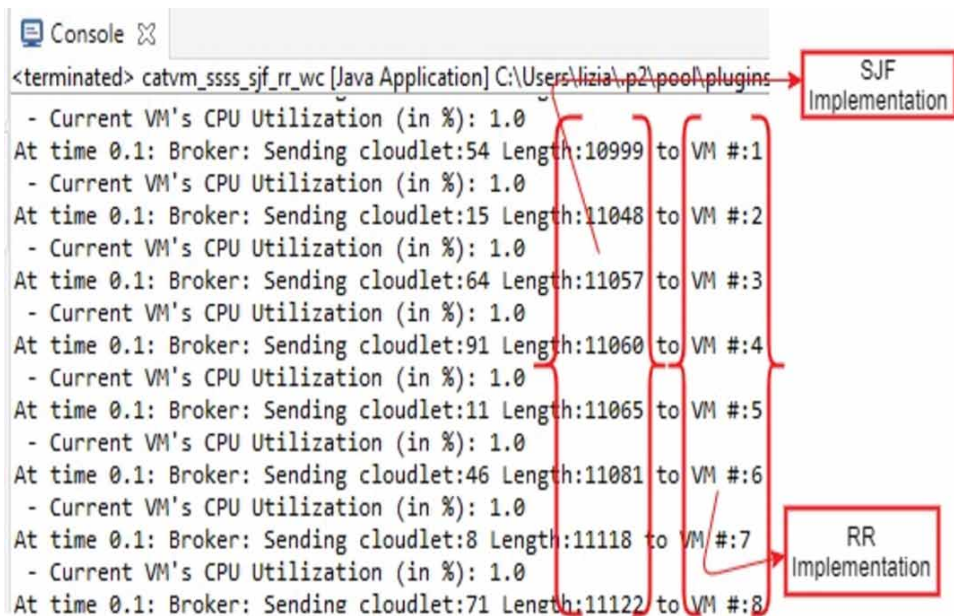 Console
<terminated> catvm_ssss_sjf_rr_wc [Java Application] C:\Users\lizia\.p2\pool\plugins
- Current VM's CPU Utilization (in %): 1.0
At time 0.1: Broker: Sending cloudlet:54 Length:10999 to VM #:1
- Current VM's CPU Utilization (in %): 1.0
At time 0.1: Broker: Sending cloudlet:15 Length:11048 to VM #:2
- Current VM's CPU Utilization (in %): 1.0
At time 0.1: Broker: Sending cloudlet:64 Length:11057 to VM #:3
- Current VM's CPU Utilization (in %): 1.0
At time 0.1: Broker: Sending cloudlet:91 Length:11060 to VM #:4
- Current VM's CPU Utilization (in %): 1.0
At time 0.1: Broker: Sending cloudlet:11 Length:11065 to VM #:5
- Current VM's CPU Utilization (in %): 1.0
At time 0.1: Broker: Sending cloudlet:46 Length:11081 to VM #:6
- Current VM's CPU Utilization (in %): 1.0
At time 0.1: Broker: Sending cloudlet:8 Length:11118 to VM #:7
- Current VM's CPU Utilization (in %): 1.0
At time 0.1: Broker: Sending cloudlet:71 Length:11122 to VM #:8
SJF
Implementation
RR
Implementation